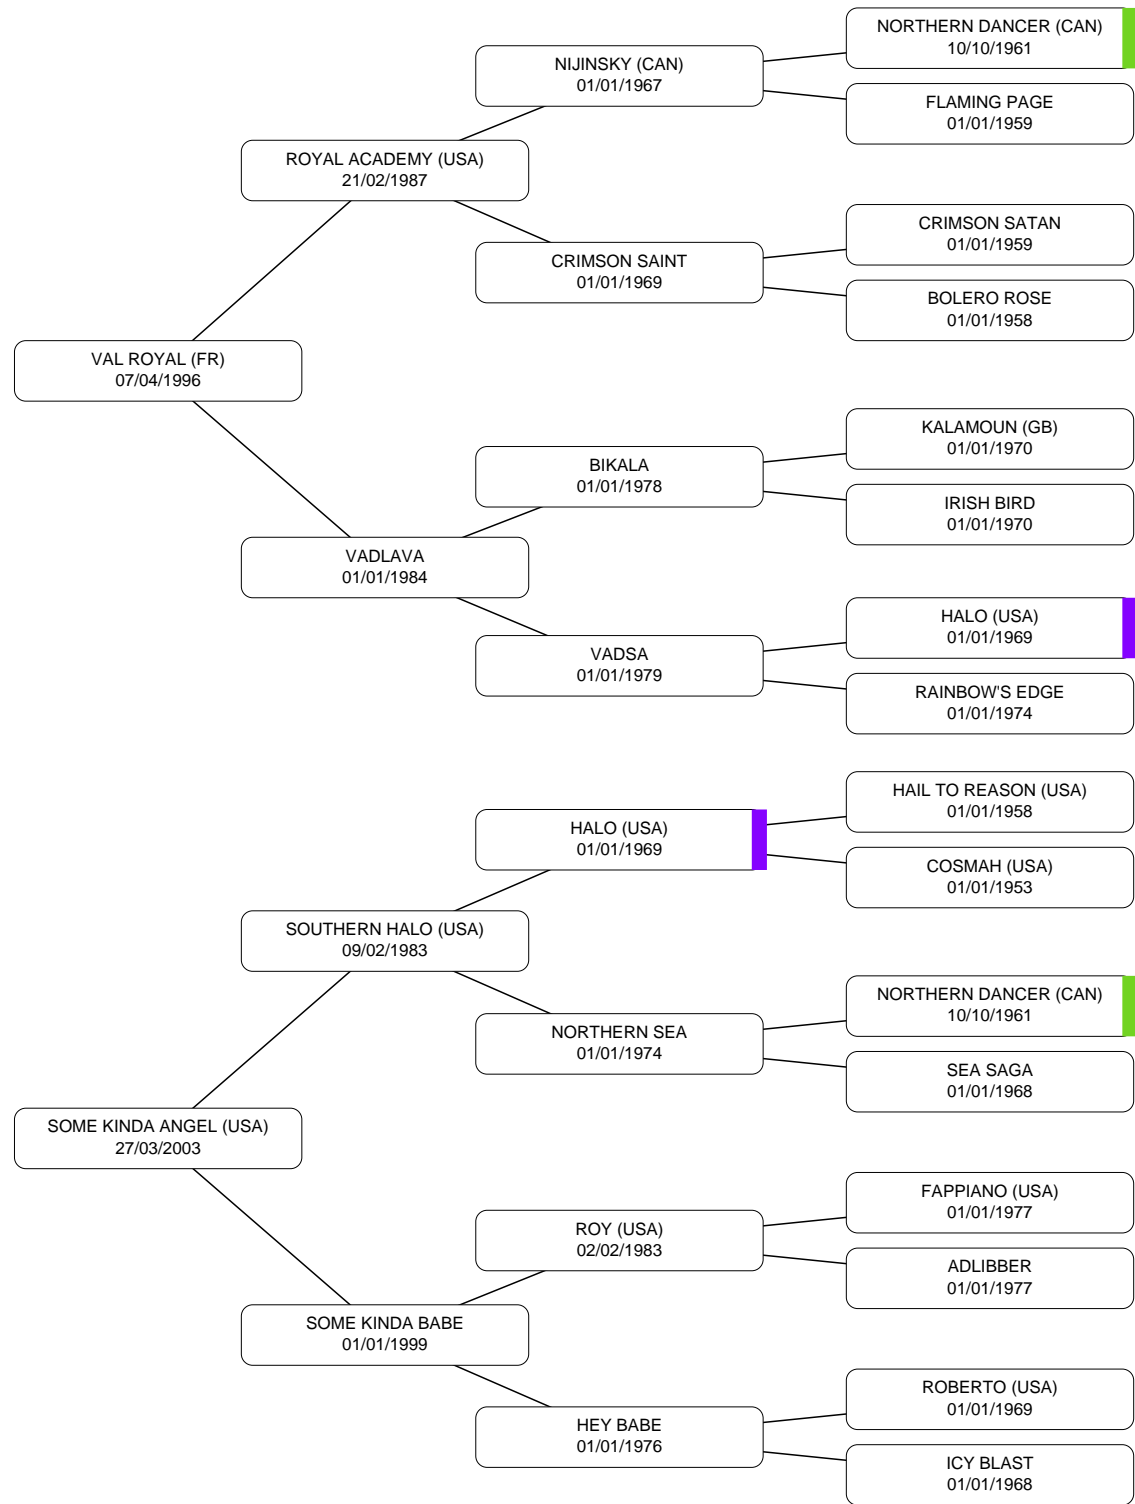 NORTHERN DANCER (CAN)
10/10/1961
NIJINSKY (CAN)
01/01/1967
FLAMING PAGE
01/01/1959
ROYAL ACADEMY (USA)
21/02/1987
CRIMSON SATAN
01/01/1959
CRIMSON SAINT
01/01/1969
BOLERO ROSE
01/01/1958
VAL ROYAL (FR)
07/04/1996
KALAMOUN (GB)
01/01/1970
BIKALA
01/01/1978
IRISH BIRD
01/01/1970
VADLAVA
01/01/1984
HALO (USA)
01/01/1969
VADSA
01/01/1979
RAINBOW'S EDGE
01/01/1974
HAIL TO REASON (USA)
01/01/1958
HALO (USA)
01/01/1969
COSMAH (USA)
01/01/1953
SOUTHERN HALO (USA)
09/02/1983
NORTHERN DANCER (CAN)
10/10/1961
NORTHERN SEA
01/01/1974
SEA SAGA
01/01/1968
SOME KINDA ANGEL (USA)
27/03/2003
FAPPIANO (USA)
01/01/1977
ROY (USA)
02/02/1983
ADLIBBER
01/01/1977
SOME KINDA BABE
01/01/1999
ROBERTO (USA)
01/01/1969
HEY BABE
01/01/1976
ICY BLAST
01/01/1968